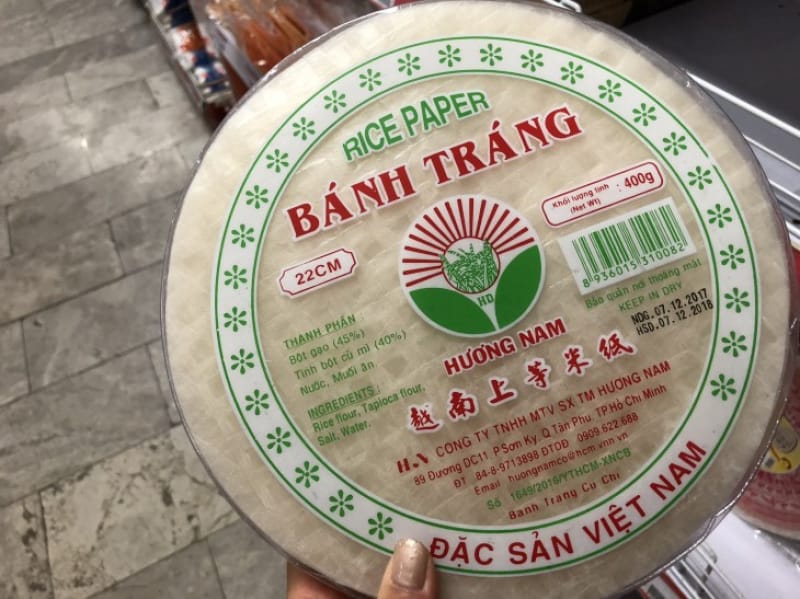 RICE PAPER
BÁNH TRÁNG
22CM
Khối lượng tịnh : 400g
(Net Wt)
8 936015 310082
Bảo quản nơi thoáng mát
KEEP IN DRY
NDG.07.12.2017
HSD.07.12.2018
HD
HƯƠNG NAM
THÀNH PHẦN :
Bột gạo (45%)
Tinh bột củ mì (40%)
Nước, Muối ăn
INGREDIENTS :
Rice flour, Tapioca flour,
Salt, Water.
越南上等米纸
H.N CÔNG TY TNHH MTV SX TM HƯƠNG NAM
89 Đường DC11 P.Sơn Kỳ, Q Tân Phú, TP.Hồ Chí Minh
ĐT : 84-8-9713898 ĐTDĐ : 0909.622.688
Email : huongnamco@hcm.vnn.vn
Số : 1649/2016/YTHCM-XNCB
Bánh Tráng Củ Chi
ĐẶC SẢN VIỆT NAM